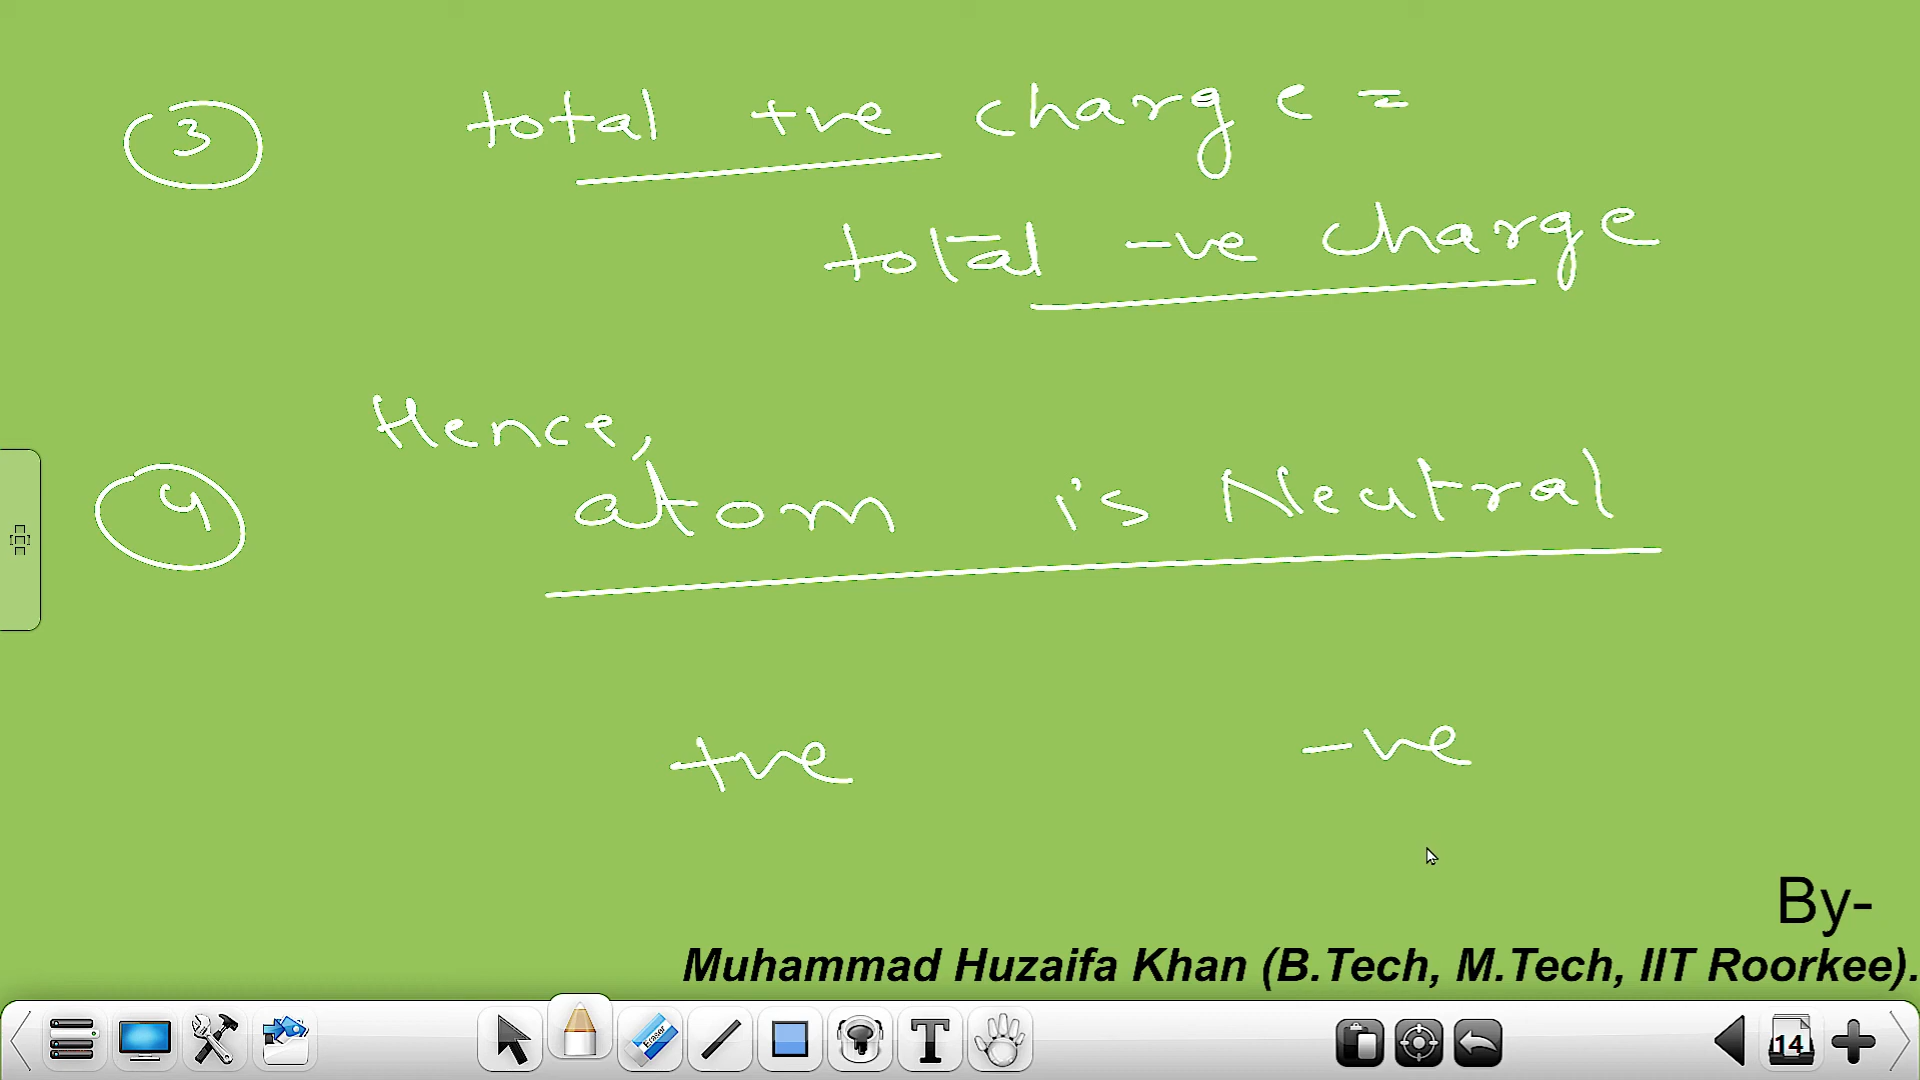 3 total +ve charge =
total -ve charge
Hence,
4 atom is Neutral
+ve -ve
By-
Muhammad Huzaifa Khan (B.Tech, M.Tech, IIT Roorkee).
Eraser
T
14